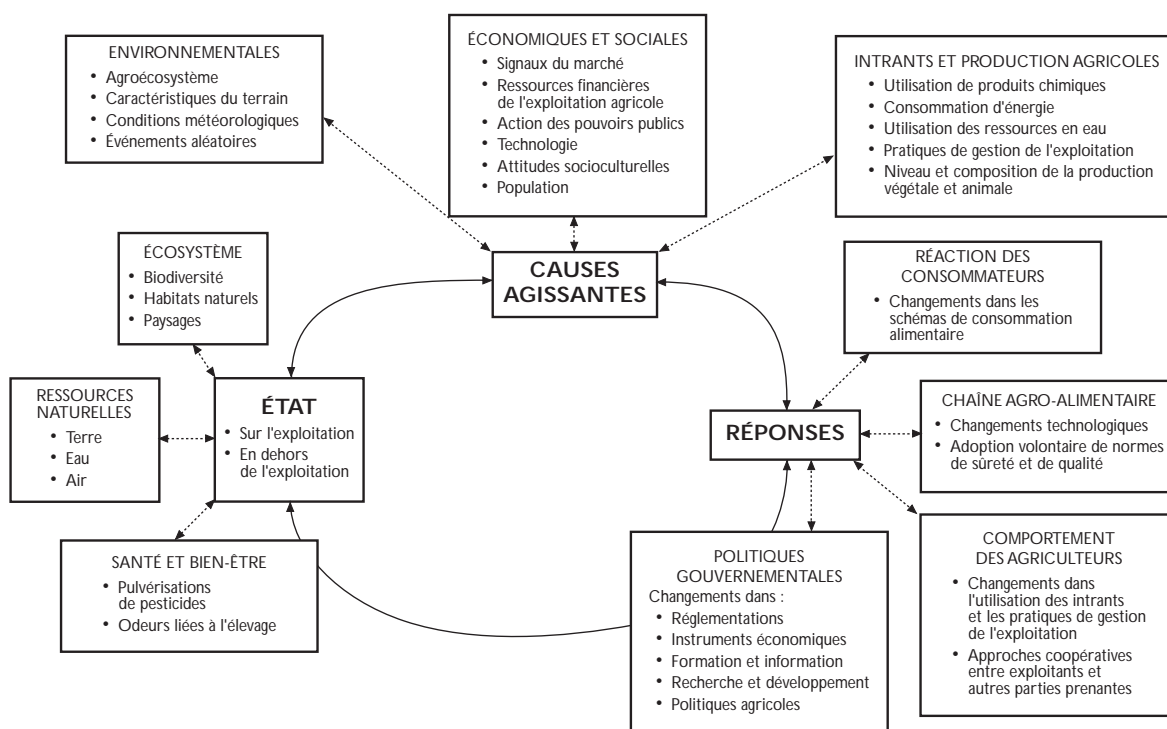 ENVIRONNEMENTALES
• Agroécosystème
• Caractéristiques du terrain
• Conditions météorologiques
• Événements aléatoires
ÉCONOMIQUES ET SOCIALES
• Signaux du marché
• Ressources financières
de l'exploitation agricole
• Action des pouvoirs publics
• Technologie
• Attitudes socioculturelles
• Population
INTRANTS ET PRODUCTION AGRICOLES
• Utilisation de produits chimiques
• Consommation d'énergie
• Utilisation des ressources en eau
• Pratiques de gestion de l'exploitation
• Niveau et composition de la production
végétale et animale
CAUSES
AGISSANTES
ÉCOSYSTÈME
• Biodiversité
• Habitats naturels
• Paysages
RÉACTION DES
CONSOMMATEURS
• Changements dans les
schémas de consommation
alimentaire
RESSOURCES
NATURELLES
• Terre
• Eau
• Air
ÉTAT
• Sur l'exploitation
• En dehors
de l'exploitation
RÉPONSES
CHAÎNE AGRO-ALIMENTAIRE
• Changements technologiques
• Adoption volontaire de normes
de sûreté et de qualité
SANTÉ ET BIEN-ÊTRE
• Pulvérisations
de pesticides
• Odeurs liées à l'élevage
POLITIQUES
GOUVERNEMENTALES
Changements dans :
• Réglementations
• Instruments économiques
• Formation et information
• Recherche et développement
• Politiques agricoles
COMPORTEMENT
DES AGRICULTEURS
• Changements dans
l'utilisation des intrants
et les pratiques de gestion
de l'exploitation
• Approches coopératives
entre exploitants et
autres parties prenantes